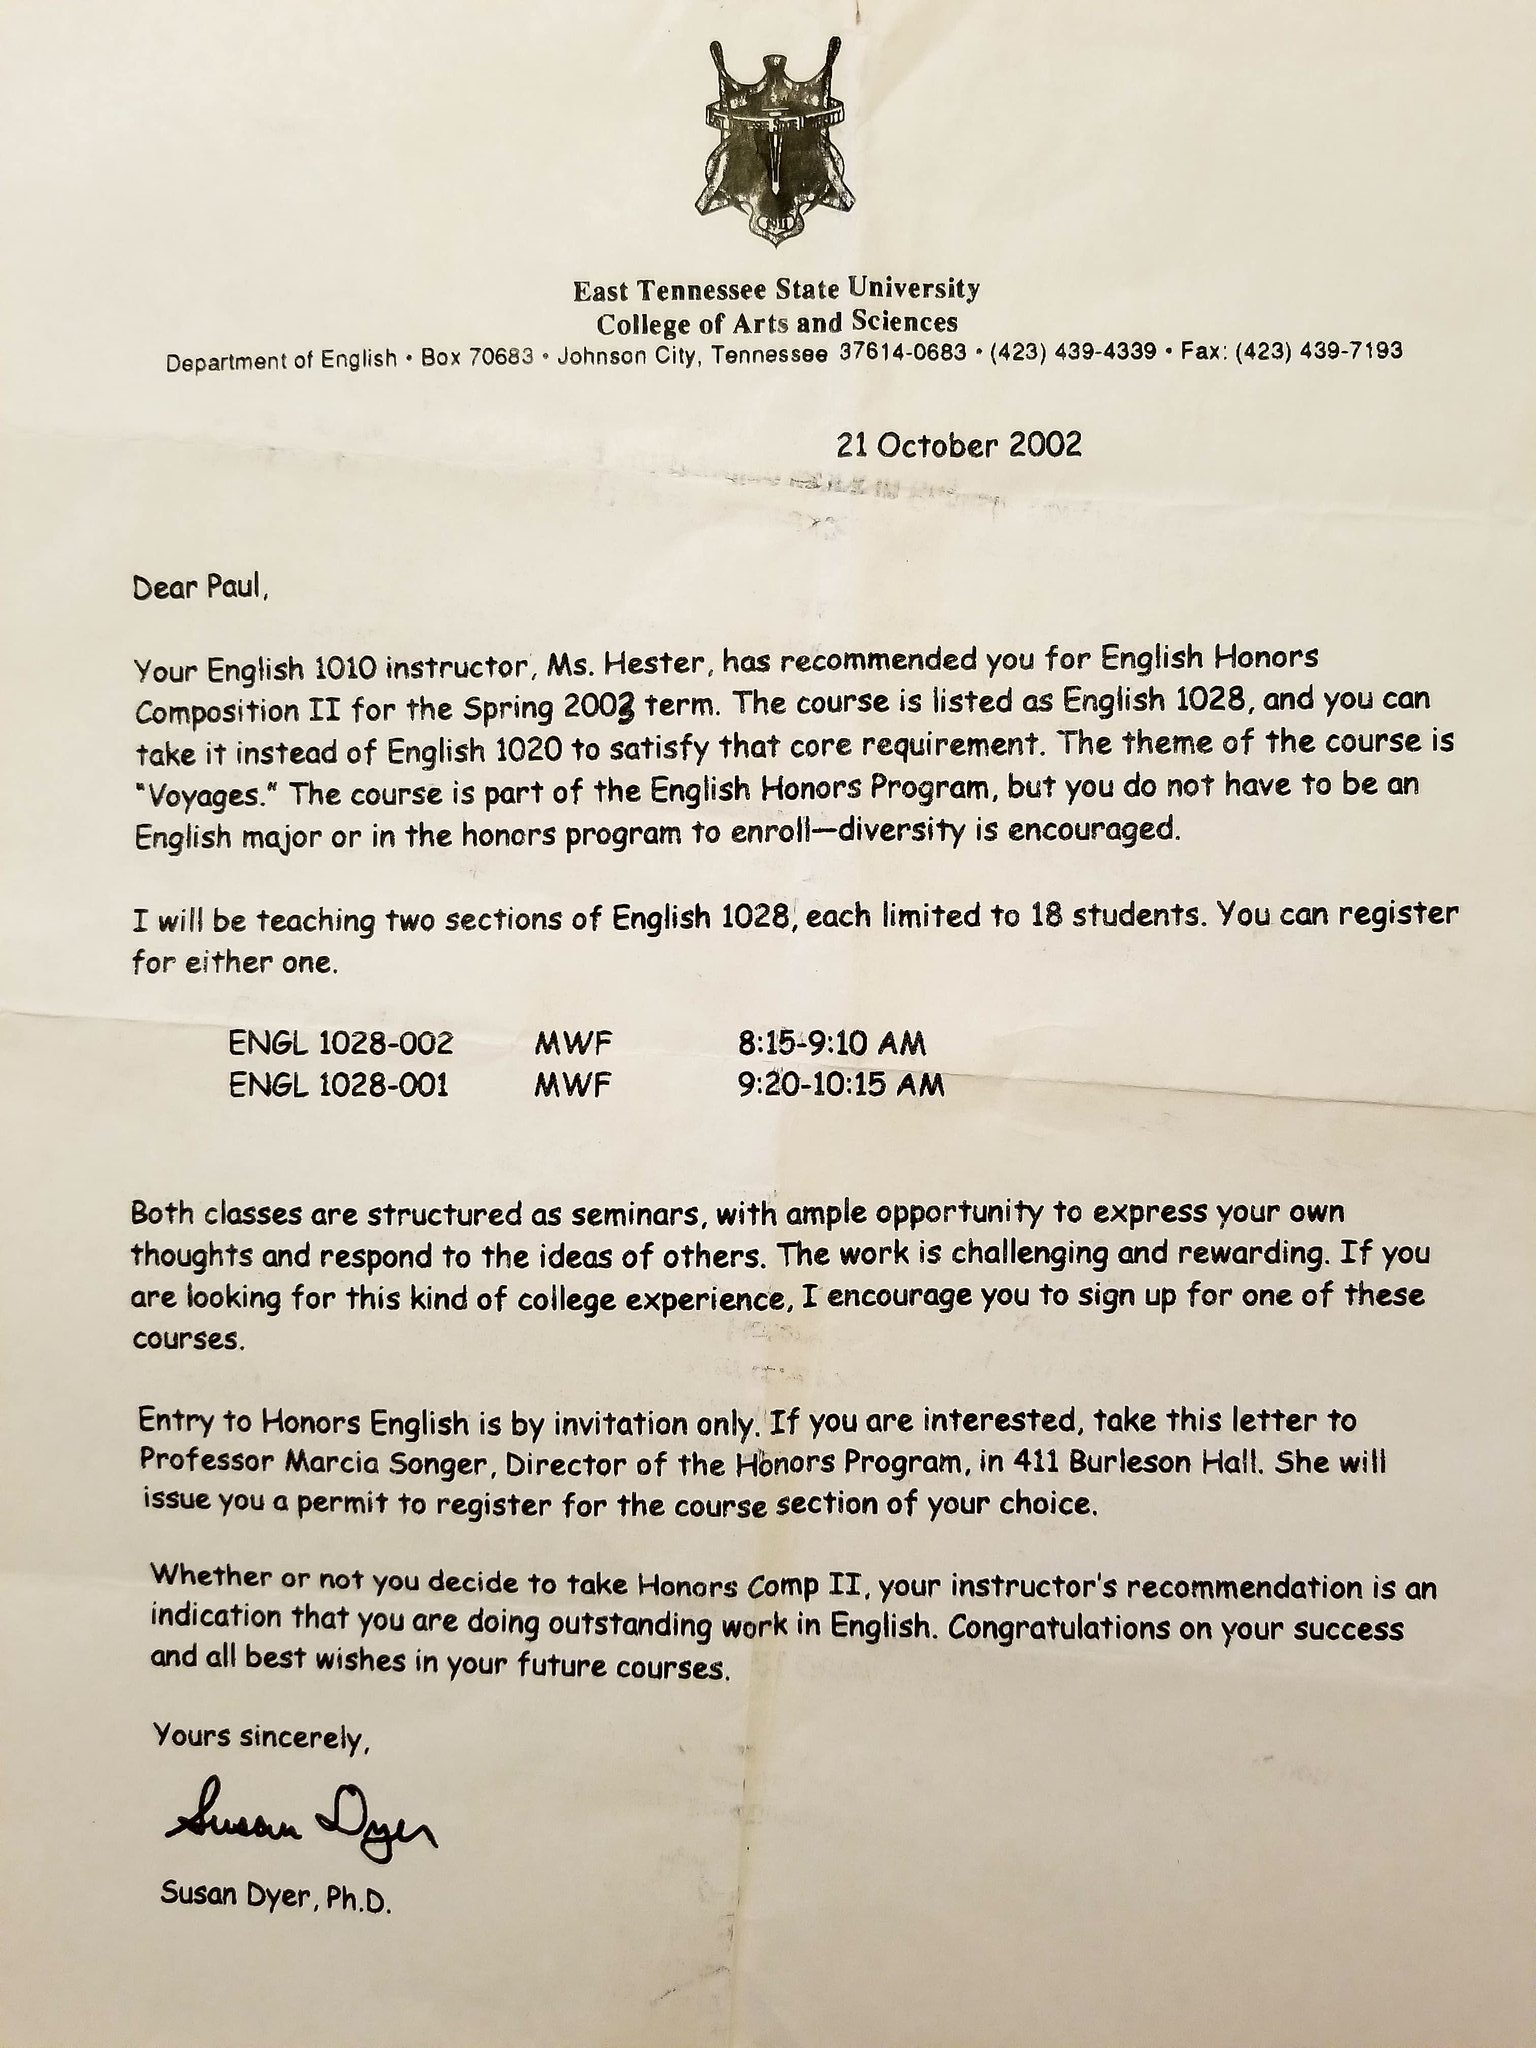 East Tennessee State University
College of Arts and Sciences
Department of English • Box 70683 • Johnson City, Tennessee 37614-0683 • (423) 439-4339 • Fax: (423) 439-7193
21 October 2002
Dear Paul,
Your English 1010 instructor, Ms. Hester, has recommended you for English Honors
Composition II for the Spring 2003 term. The course is listed as English 1028, and you can
take it instead of English 1020 to satisfy that core requirement. The theme of the course is
"Voyages." The course is part of the English Honors Program, but you do not have to be an
English major or in the honors program to enroll—diversity is encouraged.
I will be teaching two sections of English 1028, each limited to 18 students. You can register
for either one.
ENGL 1028-002 MWF 8:15-9:10 AM
ENGL 1028-001 MWF 9:20-10:15 AM
Both classes are structured as seminars, with ample opportunity to express your own
thoughts and respond to the ideas of others. The work is challenging and rewarding. If you
are looking for this kind of college experience, I encourage you to sign up for one of these
courses.
Entry to Honors English is by invitation only. If you are interested, take this letter to
Professor Marcia Songer, Director of the Honors Program, in 411 Burleson Hall. She will
issue you a permit to register for the course section of your choice.
Whether or not you decide to take Honors Comp II, your instructor's recommendation is an
indication that you are doing outstanding work in English. Congratulations on your success
and all best wishes in your future courses.
Yours sincerely,
Susan Dyer
Susan Dyer, Ph.D.